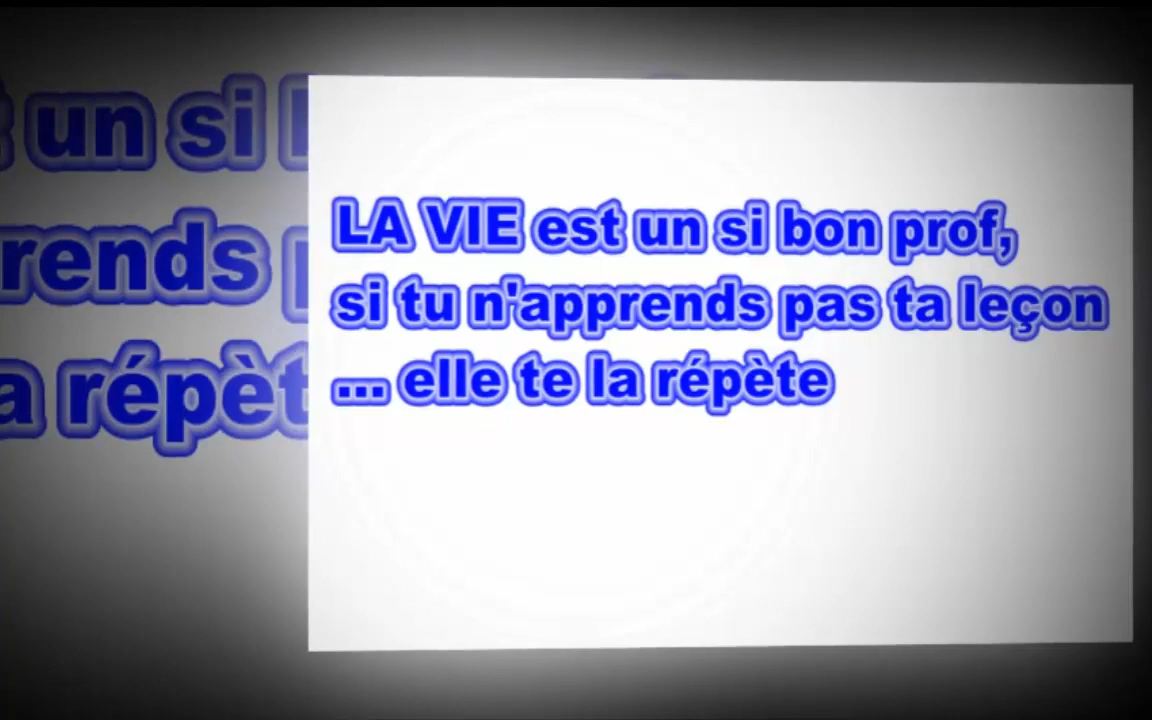 LA VIE est un si bon prof,
si tu n'apprends pas ta leçon
... elle te la répète